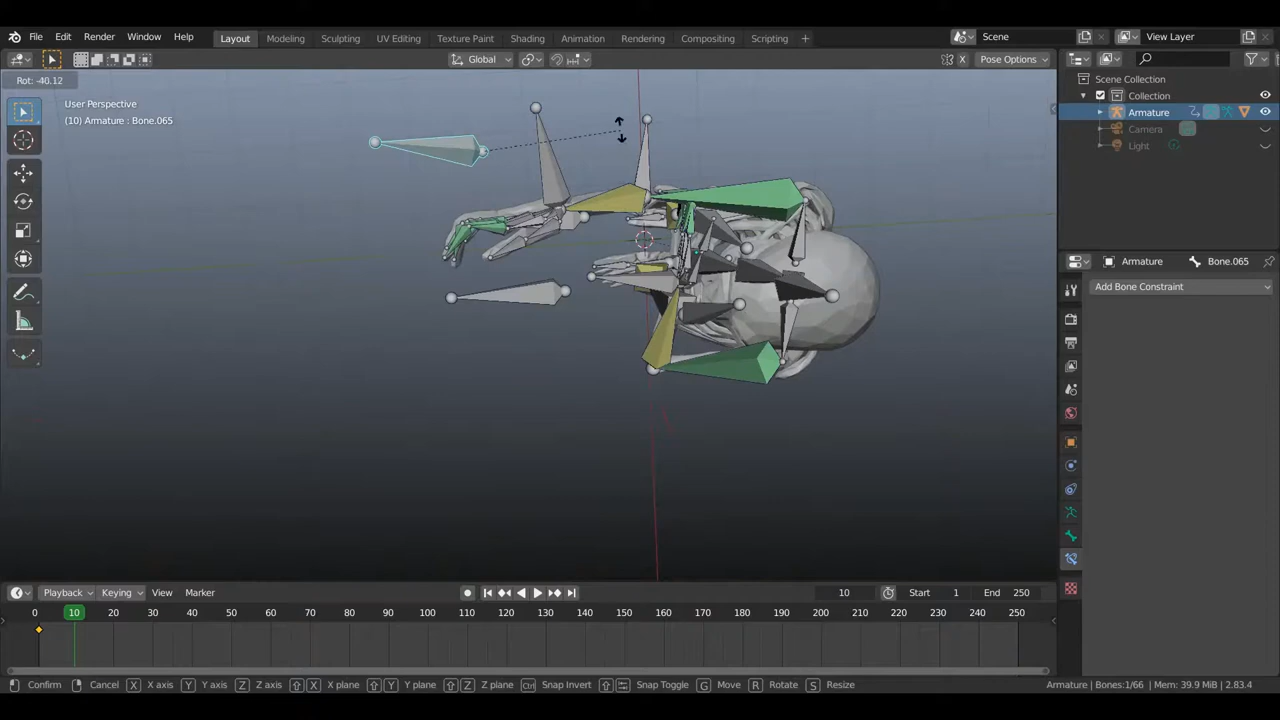 File Edit Render Window Help Layout Modeling Sculpting UV Editing Texture Paint Shading Animation Rendering Compositing Scripting + Scene View Layer
Global X Pose Options
Rot: -40.12
User Perspective
(10) Armature : Bone.065
Scene Collection
Collection
Armature
Camera
Light
Armature Bone.065
Add Bone Constraint
Playback Keying View Marker 10 Start 1 End 250
0 10 20 30 40 50 60 70 80 90 100 110 120 130 140 150 160 170 180 190 200 210 220 230 240 250
Confirm Cancel X X axis Y Y axis Z Z axis X X plane Y Y plane Z Z plane Ctrl Snap Invert Snap Toggle G Move R Rotate S Resize Armature | Bones:1/66 | Mem: 39.9 MiB | 2.83.4